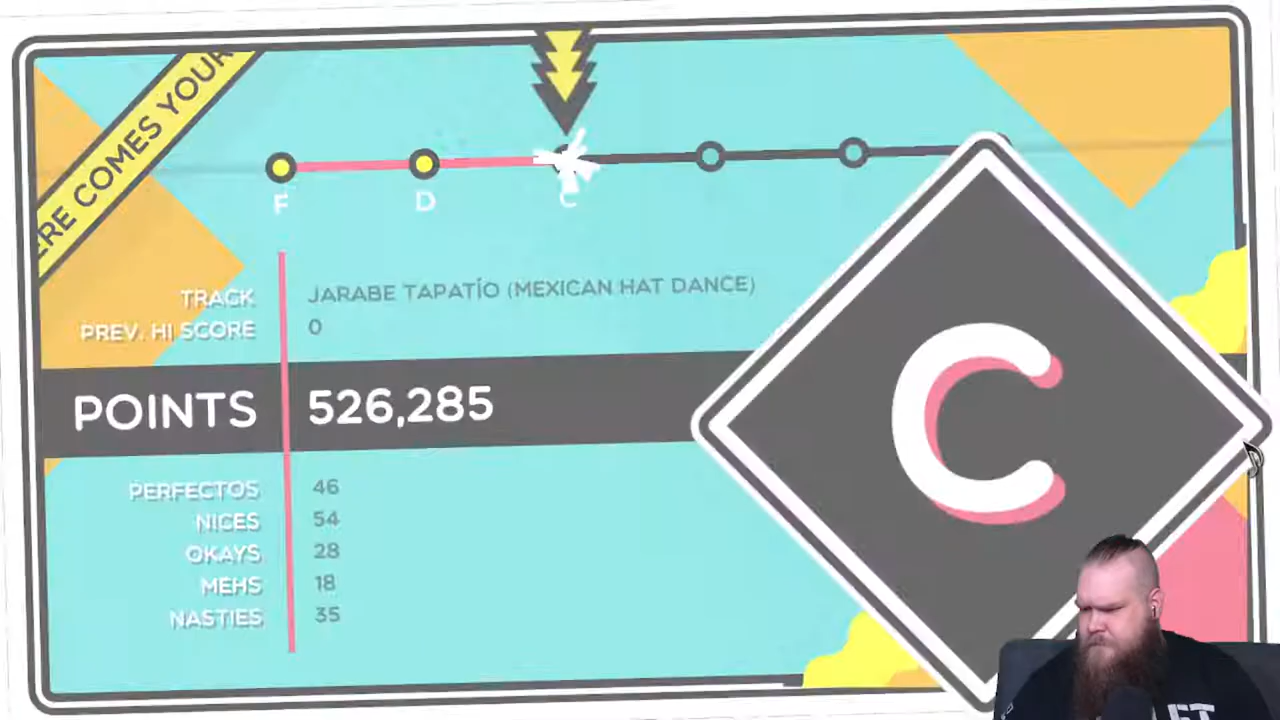 ERE COMES YOUR
F D C
TRACK JARABE TAPATÍO (MEXICAN HAT DANCE)
PREV. HI SCORE 0
POINTS 526,285
C
PERFECTOS 46
NICES 54
OKAYS 28
MEHS 18
NASTIES 35